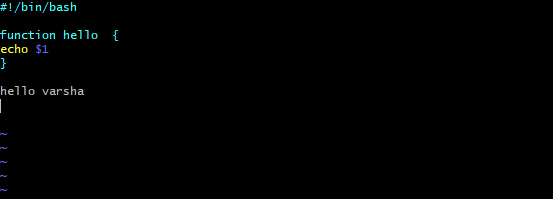 #!/bin/bash
function hello  {
echo $1
}
hello varsha
~
~
~
~
~